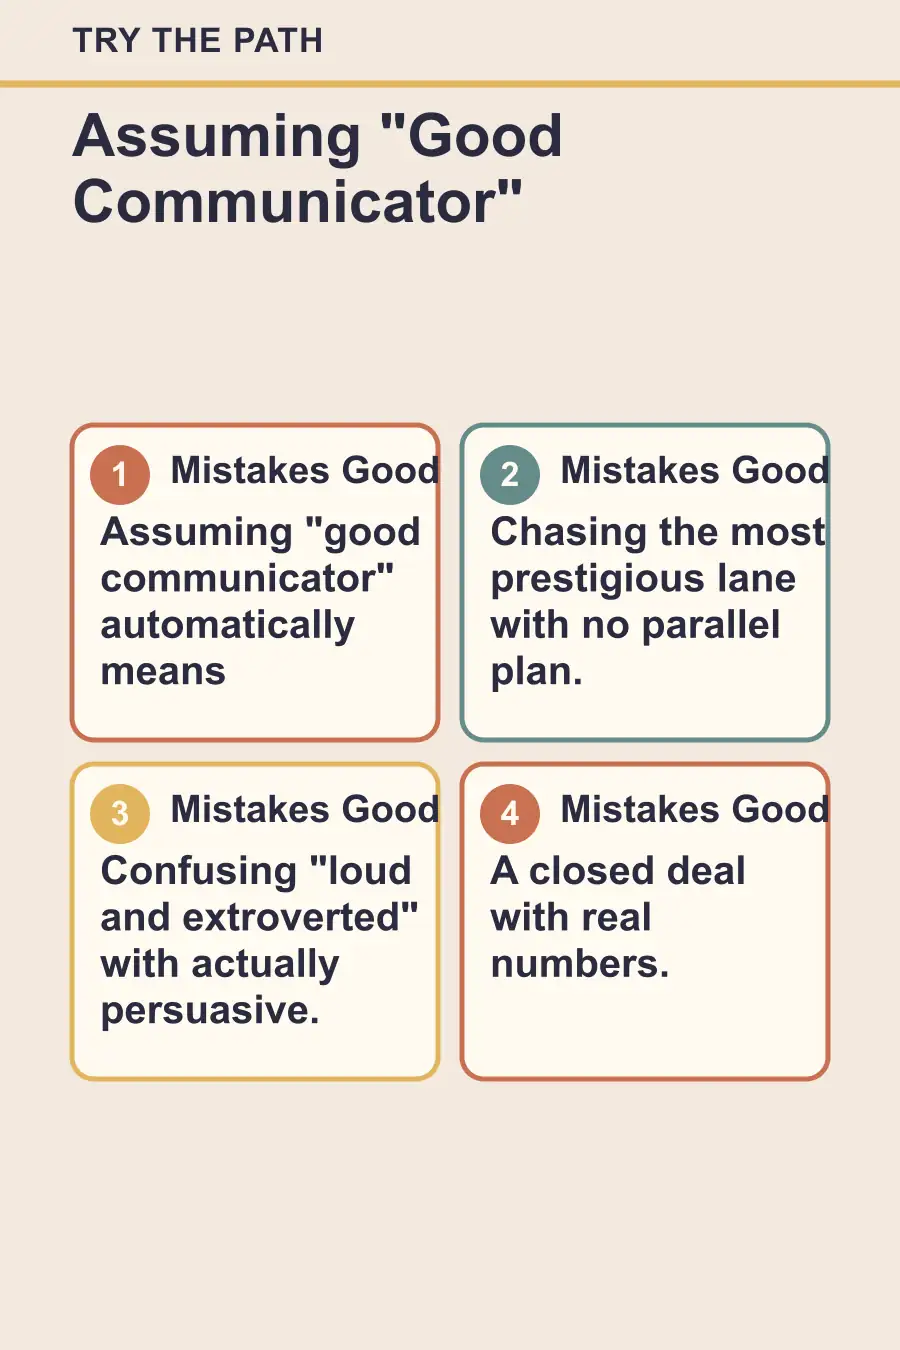 TRY THE PATH
Assuming "Good
Communicator"
1 Mistakes Good
Assuming "good
communicator"
automatically
means
2 Mistakes Good
Chasing the most
prestigious lane
with no parallel
plan.
3 Mistakes Good
Confusing "loud
and extroverted"
with actually
persuasive.
4 Mistakes Good
A closed deal
with real
numbers.